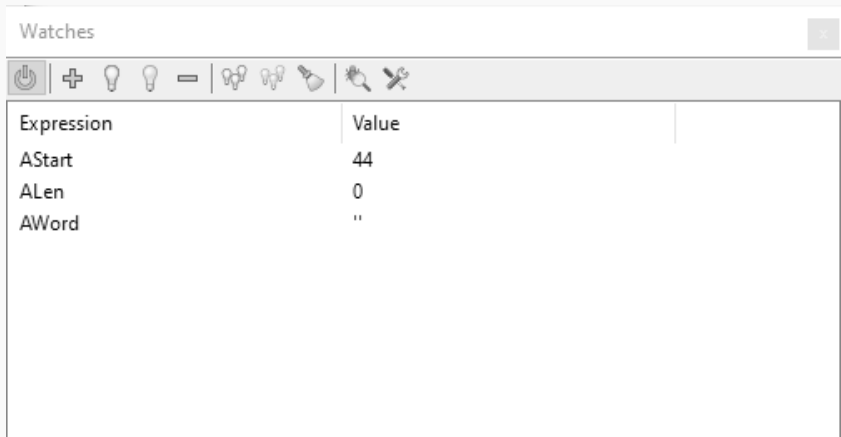 Watches
x
Expression Value
AStart 44
ALen 0
AWord ''